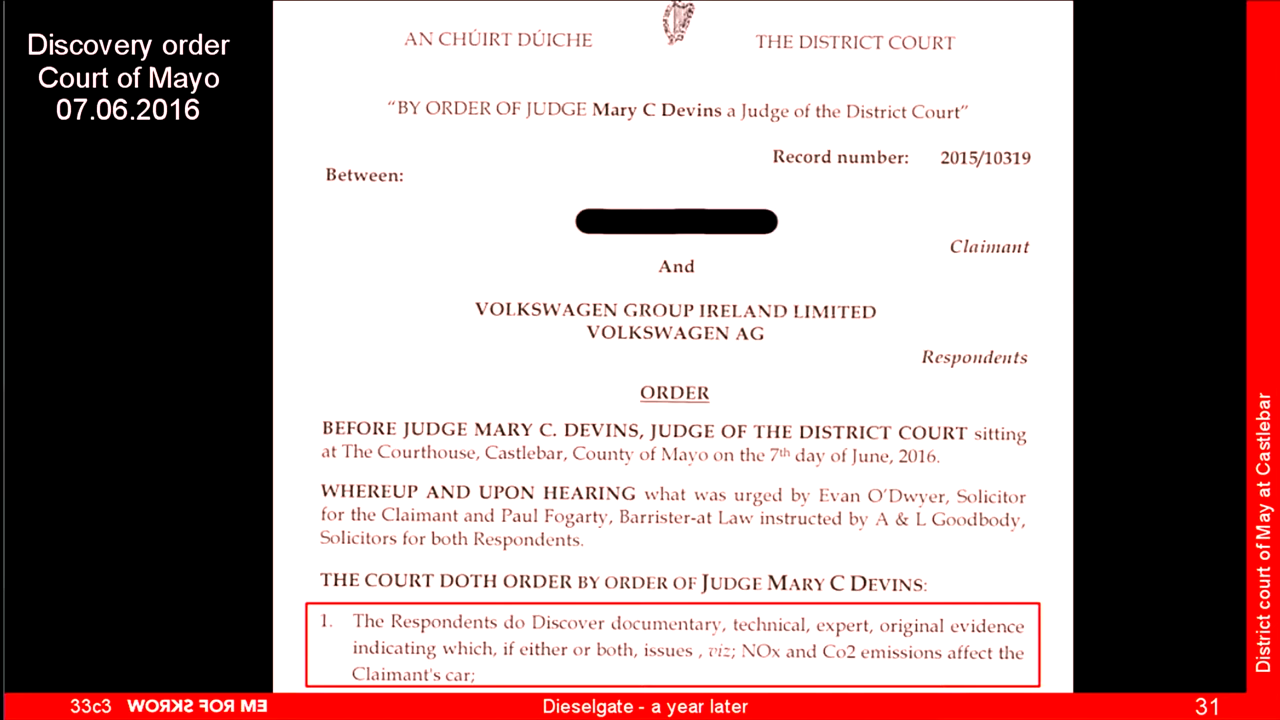 Discovery order
Court of Mayo
07.06.2016
AN CHÚIRT DÚICHE
THE DISTRICT COURT
"BY ORDER OF JUDGE Mary C Devins a Judge of the District Court"
Record number: 2015/10319
Between:
Claimant
And
VOLKSWAGEN GROUP IRELAND LIMITED
VOLKSWAGEN AG
Respondents
ORDER
BEFORE JUDGE MARY C. DEVINS, JUDGE OF THE DISTRICT COURT sitting
at The Courthouse, Castlebar, County of Mayo on the 7th day of June, 2016.
WHEREUP AND UPON HEARING what was urged by Evan O'Dwyer, Solicitor
for the Claimant and Paul Fogarty, Barrister-at Law instructed by A & L Goodbody,
Solicitors for both Respondents.
THE COURT DOTH ORDER BY ORDER OF JUDGE MARY C DEVINS:
1. The Respondents do Discover documentary, technical, expert, original evidence
indicating which, if either or both, issues , viz; NOx and Co2 emissions affect the
Claimant's car;
District court of May at Castlebar
33c3 WORKS FOR ME
Dieselgate - a year later
31